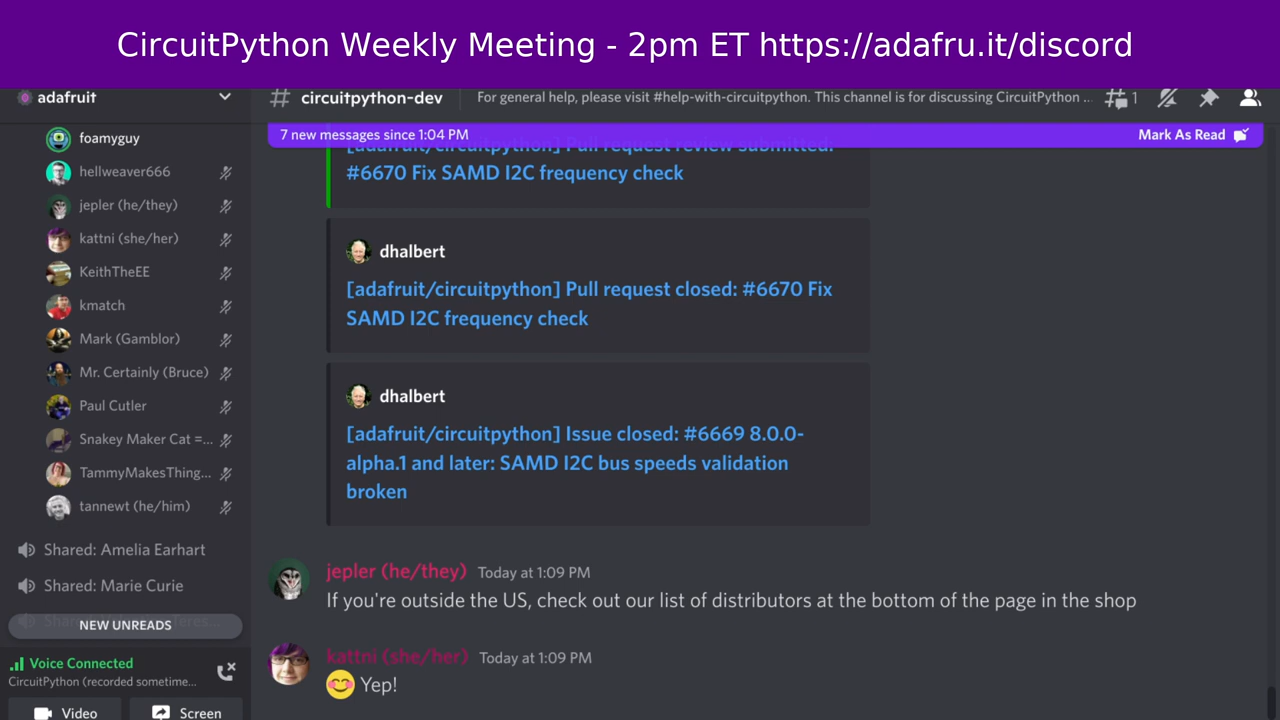 CircuitPython Weekly Meeting - 2pm ET https://adafru.it/discord
adafruit
# circuitpython-dev
For general help, please visit #help-with-circuitpython. This channel is for discussing CircuitPython ...
1
7 new messages since 1:04 PM
Mark As Read
foamyguy
hellweaver666
jepler (he/they)
kattni (she/her)
KeithTheEE
kmatch
Mark (Gamblor)
Mr. Certainly (Bruce)
Paul Cutler
Snakey Maker Cat =...
TammyMakesThing...
tannewt (he/him)
Shared: Amelia Earhart
Shared: Marie Curie
NEW UNREADS
Voice Connected
CircuitPython (recorded sometime...
Video
Screen
[adafruit/circuitpython] Pull request review submitted:
#6670 Fix SAMD I2C frequency check
dhalbert
[adafruit/circuitpython] Pull request closed: #6670 Fix
SAMD I2C frequency check
dhalbert
[adafruit/circuitpython] Issue closed: #6669 8.0.0-
alpha.1 and later: SAMD I2C bus speeds validation
broken
jepler (he/they) Today at 1:09 PM
If you're outside the US, check out our list of distributors at the bottom of the page in the shop
kattni (she/her) Today at 1:09 PM
😊 Yep!